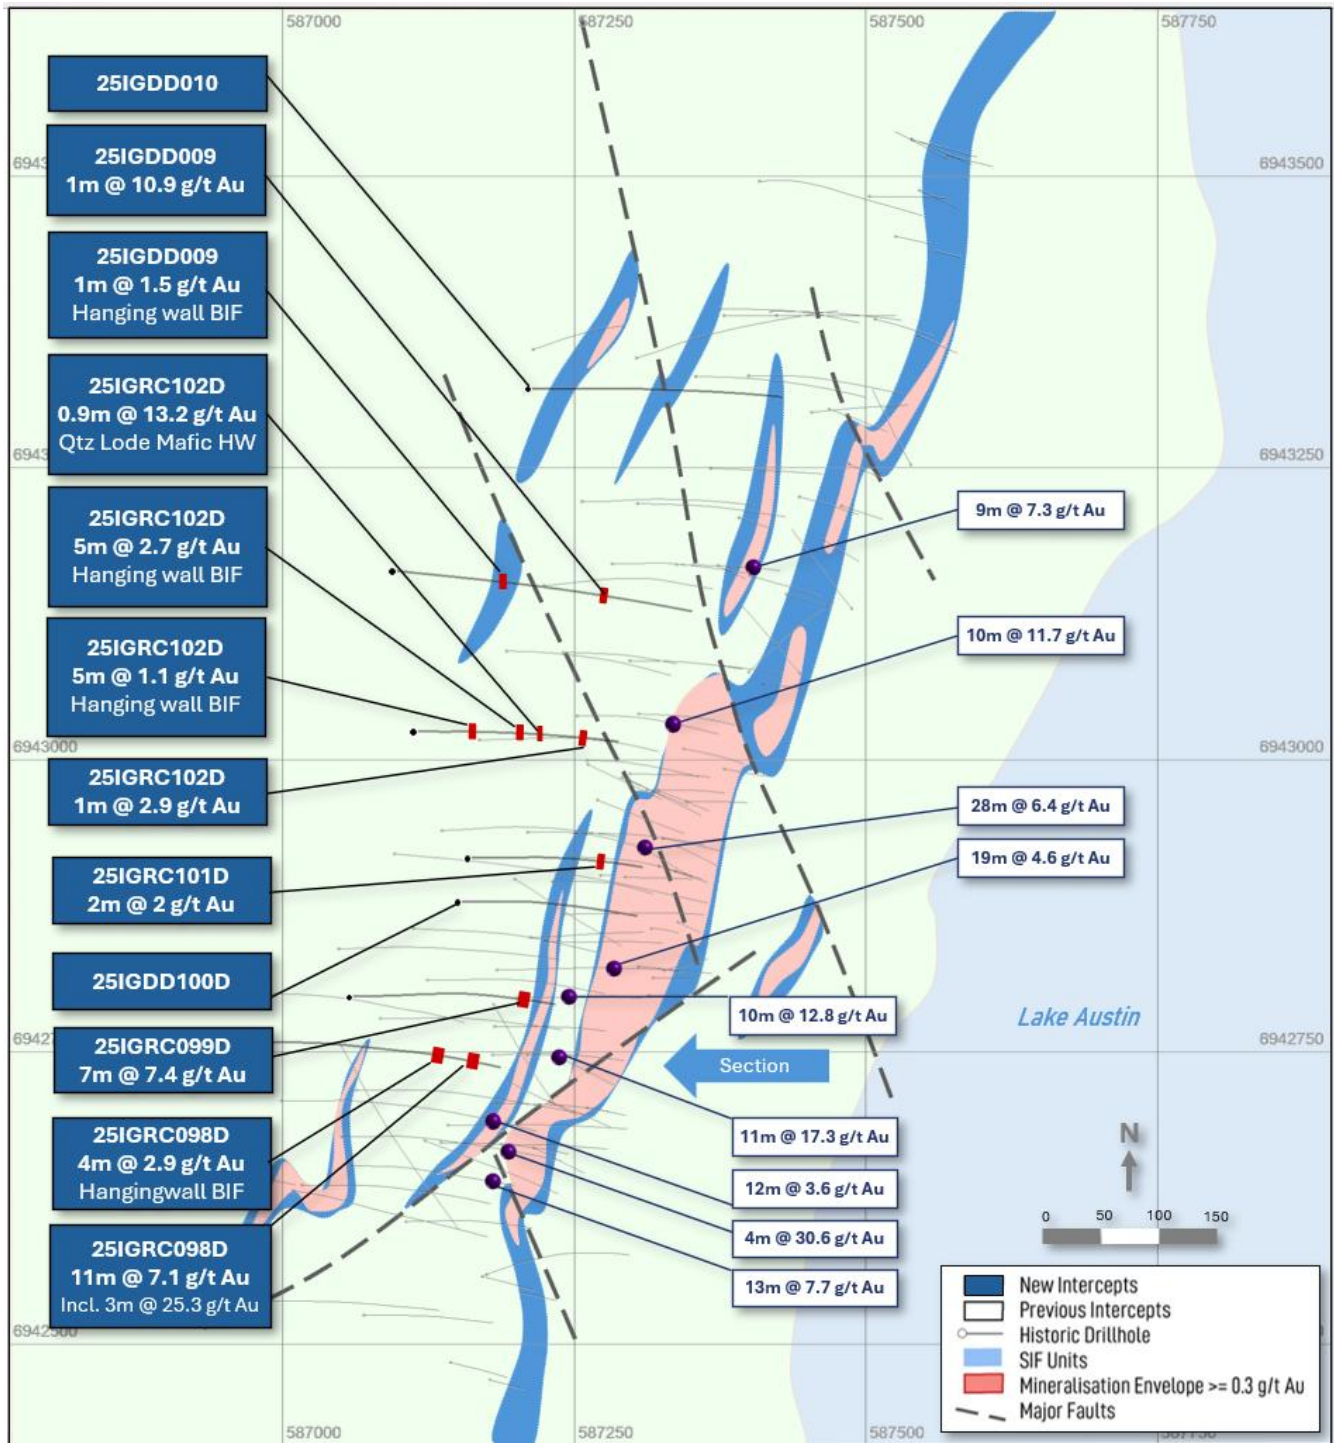 587000
587250
587500
587750
25IGDD010
25IGDD009
1m @ 10.9 g/t Au
6943500
25IGDD009
1m @ 1.5 g/t Au
Hanging wall BIF
25IGRC102D
0.9m @ 13.2 g/t Au
Qtz Lode Mafic HW
6943250
25IGRC102D
5m @ 2.7 g/t Au
Hanging wall BIF
9m @ 7.3 g/t Au
25IGRC102D
5m @ 1.1 g/t Au
Hanging wall BIF
10m @ 11.7 g/t Au
6943000
6943000
25IGRC102D
1m @ 2.9 g/t Au
28m @ 6.4 g/t Au
19m @ 4.6 g/t Au
25IGRC101D
2m @ 2 g/t Au
25IGDD100D
10m @ 12.8 g/t Au
Lake Austin
25IGRC099D
7m @ 7.4 g/t Au
6942750
Section
25IGRC098D
4m @ 2.9 g/t Au
Hangingwall BIF
11m @ 17.3 g/t Au
12m @ 3.6 g/t Au
4m @ 30.6 g/t Au
13m @ 7.7 g/t Au
25IGRC098D
11m @ 7.1 g/t Au
Incl. 3m @ 25.3 g/t Au
6942500
N
0 50 100 150
New Intercepts
Previous Intercepts
Historic Drillhole
SIF Units
Mineralisation Envelope >= 0.3 g/t Au
Major Faults
587000
587250
587500